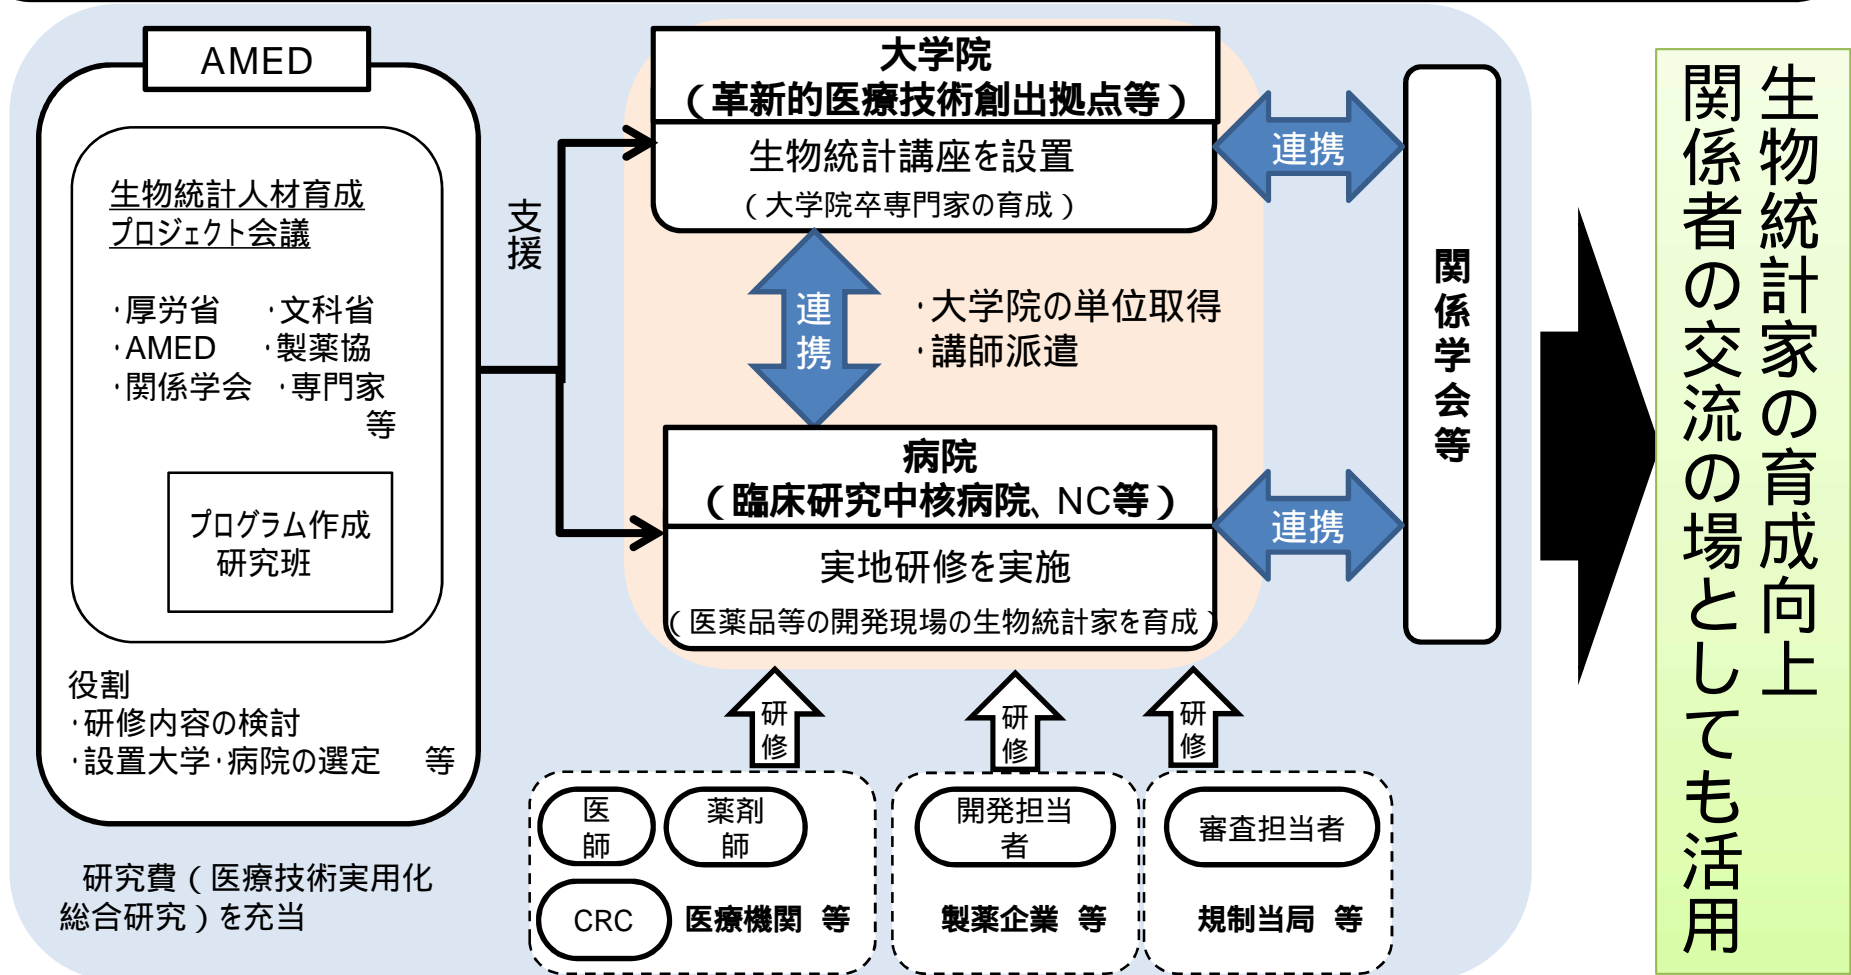 AMED
生物統計人材育成
プロジェクト会議
・厚労省　・文科省
・AMED　・製薬協
・関係学会　・専門家
等
プログラム作成
研究班
役割
・研修内容の検討
・設置大学・病院の選定　等
研究費（医療技術実用化
総合研究）を充当
支援
大学院
（革新的医療技術創出拠点等）
生物統計講座を設置
（大学院卒専門家の育成）
連携
連携
・大学院の単位取得
・講師派遣
病院
（臨床研究中核病院、NC等）
実地研修を実施
（医薬品等の開発現場の生物統計家を育成）
連携
関係学会等
研修
研修
研修
医師
薬剤師
CRC
医療機関　等
開発担当者
製薬企業　等
審査担当者
規制当局　等
生物統計家の育成向上
関係者の交流の場としても活用